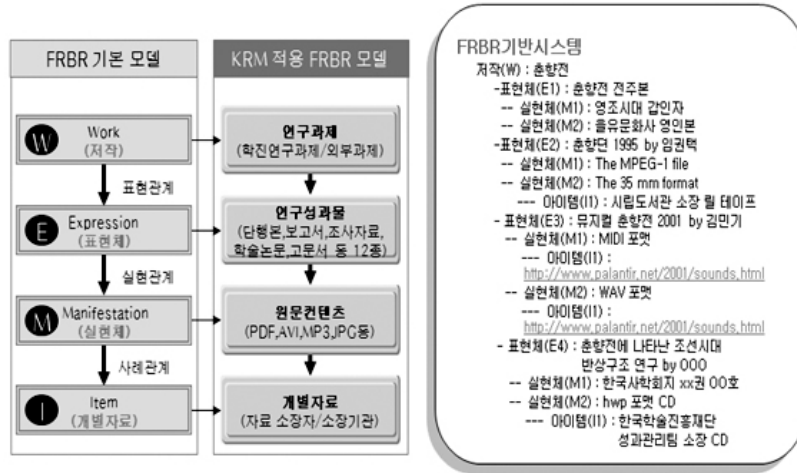 FRBR 기본 모델
W
Work
(저작)
표현관계
E
Expression
(표현체)
실현관계
M
Manifestation
(실현체)
사례관계
I
Item
(개별자료)
KRM 적용 FRBR 모델
연구과제
(학진연구과제/외부과제)
연구성과물
(단행본,보고서,조사자료,
학술논문,고문서 등 12종)
원문컨텐츠
(PDF,AVI,MP3,JPG등)
개별자료
(자료 소장자/소장기관)
FRBR기반시스템
저작(W) : 춘향전
-표현체(E1) : 춘향전 전주본
-- 실현체(M1) : 영조시대 갑인자
-- 실현체(M2) : 을유문화사 영인본
-표현체(E2) : 춘향뎐 1995 by 임권택
-- 실현체(M1) : The MPEG-1 file
-- 실현체(M2) : The 35 mm format
--- 아이템(I1) : 시립도서관 소장 릴 테이프
- 표현체(E3) : 뮤지컬 춘향전 2001 by 김민기
-- 실현체(M1) : MIDI 포맷
--- 아이템(I1) :
http://www.palantir.net/2001/sounds.html
-- 실현체(M2) : WAV 포맷
--- 아이템(I1) :
http://www.palantir.net/2001/sounds.html
- 표현체(E4) : 춘향전에 나타난 조선시대
반상구조 연구 by OOO
-- 실현체(M1) : 한국사학회지 xx권 OO호
-- 실현체(M2) : hwp 포맷 CD
--- 아이템(I1) : 한국학술진흥재단
성과관리팀 소장 CD